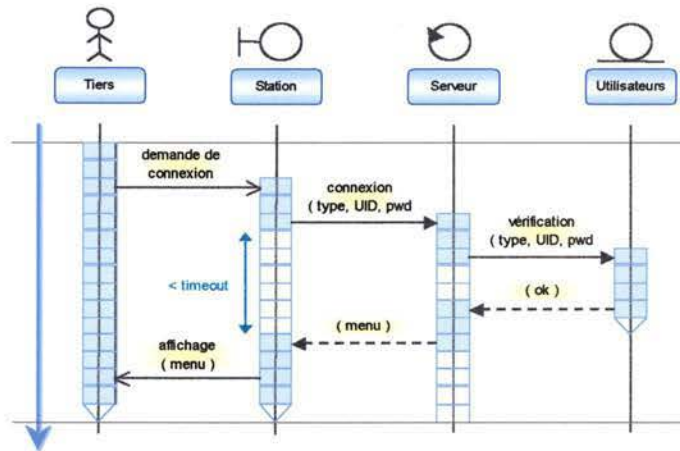 Tiers
Station
Serveur
Utilisateurs
demande de
connexion
connexion
( type, UID, pwd
vérification
( type, UID, pwd
< timeout
( ok )
( menu )
affichage
( menu )